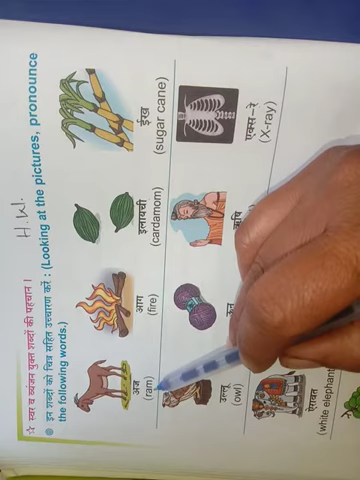 H.W.
☆ स्वर व व्यंजन युक्त शब्दों की पहचान।
इन शब्दों को चित्र सहित उच्चारण करें : (Looking at the pictures, pronounce
the following words.)
अज आग इलायची ईख
(ram) (fire) (cardamom) (sugar cane)
उल्लू ऊन ऋषि एक्स-रे
(owl) (X-ray)
ऐरावत
(white elephant